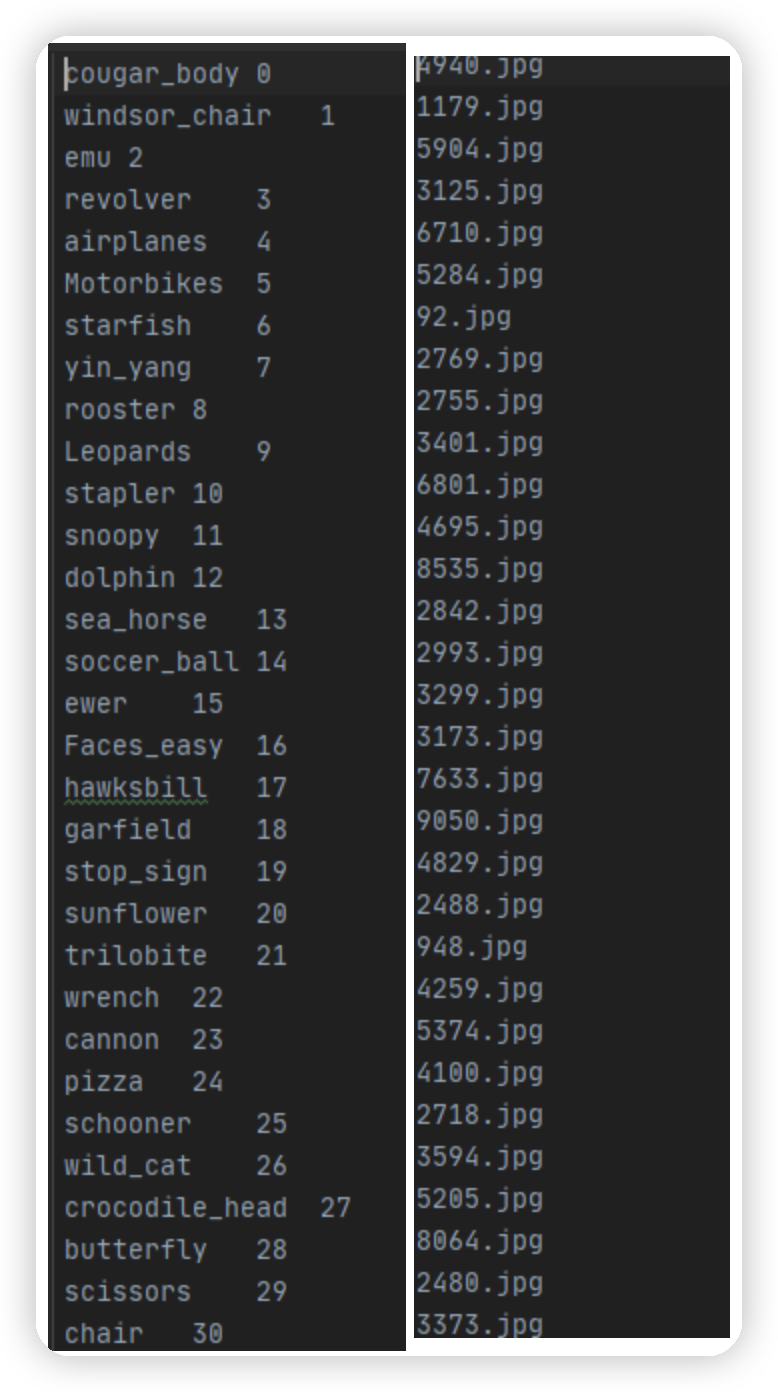 cougar_body 0
windsor_chair 1
emu 2
revolver 3
airplanes 4
Motorbikes 5
starfish 6
yin_yang 7
rooster 8
Leopards 9
stapler 10
snoopy 11
dolphin 12
sea_horse 13
soccer_ball 14
ewer 15
Faces_easy 16
hawksbill 17
garfield 18
stop_sign 19
sunflower 20
trilobite 21
wrench 22
cannon 23
pizza 24
schooner 25
wild_cat 26
crocodile_head 27
butterfly 28
scissors 29
chair 30
4940.jpg
1179.jpg
5904.jpg
3125.jpg
6710.jpg
5284.jpg
92.jpg
2769.jpg
2755.jpg
3401.jpg
6801.jpg
4695.jpg
8535.jpg
2842.jpg
2993.jpg
3299.jpg
3173.jpg
7633.jpg
9050.jpg
4829.jpg
2488.jpg
948.jpg
4259.jpg
5374.jpg
4100.jpg
2718.jpg
3594.jpg
5205.jpg
8064.jpg
2480.jpg
3373.jpg